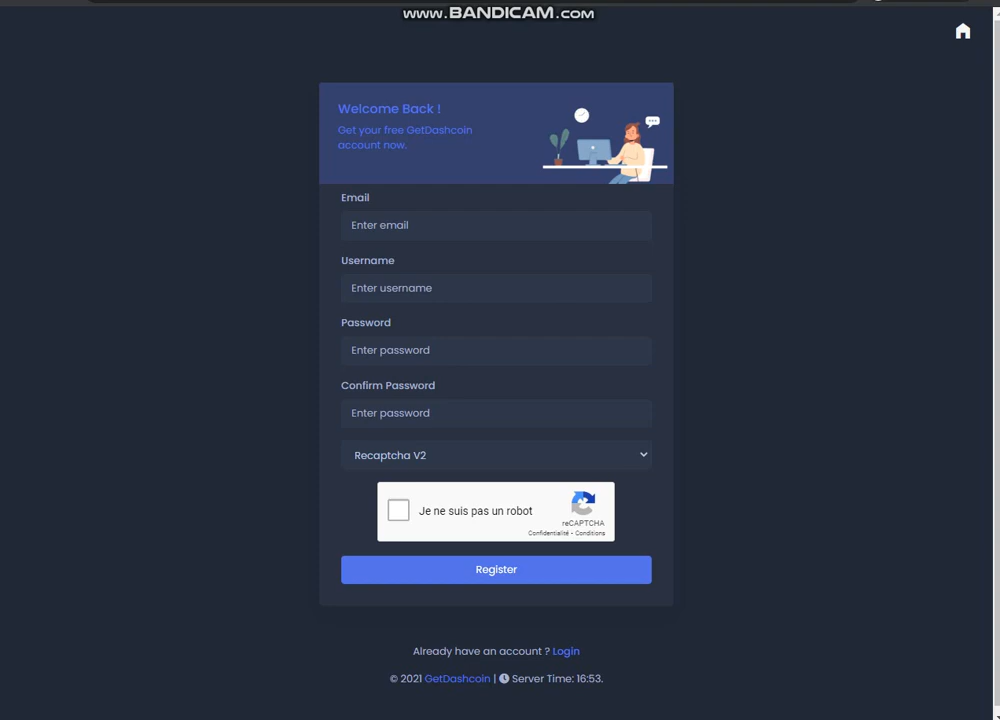 www.BANDICAM.com
Welcome Back !
Get your free GetDashcoin
account now.
Email
Enter email
Username
Enter username
Password
Enter password
Confirm Password
Enter password
Recaptcha V2
Je ne suis pas un robot
reCAPTCHA
Confidentialité - Conditions
Register
Already have an account ? Login
© 2021 GetDashcoin | Server Time: 16:53.